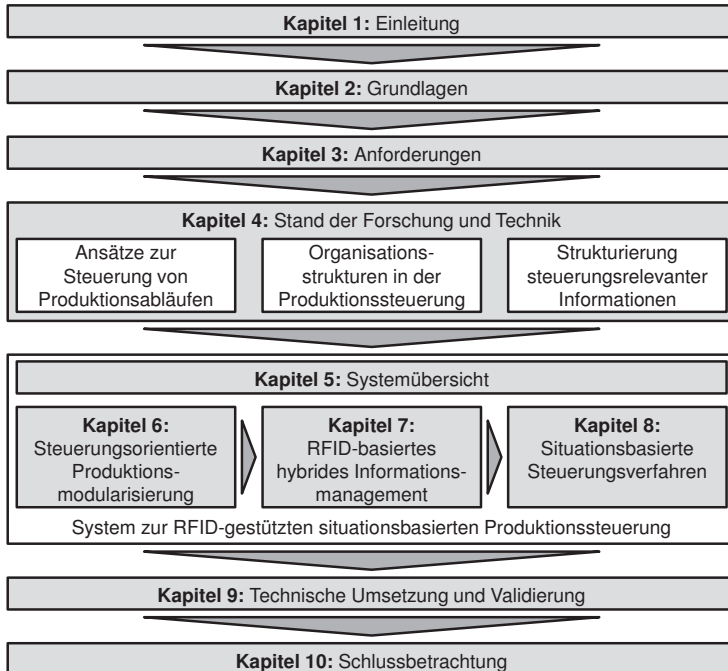 Kapitel 1: Einleitung
Kapitel 2: Grundlagen
Kapitel 3: Anforderungen
Kapitel 4: Stand der Forschung und Technik
Ansätze zur
Steuerung von
Produktionsabläufen
Organisations-
strukturen in der
Produktionssteuerung
Strukturierung
steuerungsrelevanter
Informationen
Kapitel 5: Systemübersicht
Kapitel 6:
Steuerungsorientierte
Produktions-
modularisierung
Kapitel 7:
RFID-basiertes
hybrides Informations-
management
Kapitel 8:
Situationsbasierte
Steuerungsverfahren
System zur RFID-gestützten situationsbasierten Produktionssteuerung
Kapitel 9: Technische Umsetzung und Validierung
Kapitel 10: Schlussbetrachtung